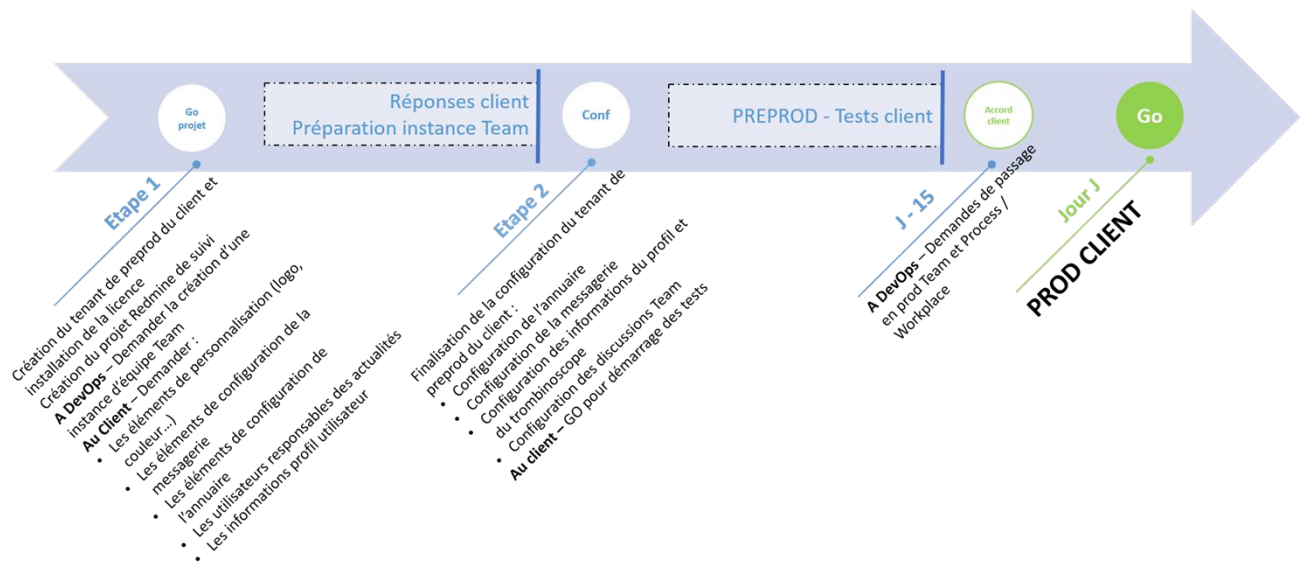 Go
projet
Réponses client
Préparation instance Team
Conf
PREPROD - Tests client
Accord
client
Go
Etape 1
Création du tenant de preprod du client et
installation de la licence
Création du projet Redmine de suivi
A DevOps – Demander la création d'une
instance d'équipe Team
Au Client – Demander :
• Les éléments de personnalisation (logo,
couleur...)
• Les éléments de configuration de la
messagerie
• Les éléments de configuration de
l'annuaire
• Les utilisateurs responsables des actualités
• Les informations profil utilisateur
Etape 2
Finalisation de la configuration du tenant de
preprod du client :
• Configuration de l'annuaire
• Configuration de la messagerie
• Configuration des informations du profil et
du trombinoscope
• Configuration des discussions Team
Au client – GO pour démarrage des tests
J - 15
A DevOps – Demandes de passage
en prod Team et Process /
Workplace
Jour J
PROD CLIENT